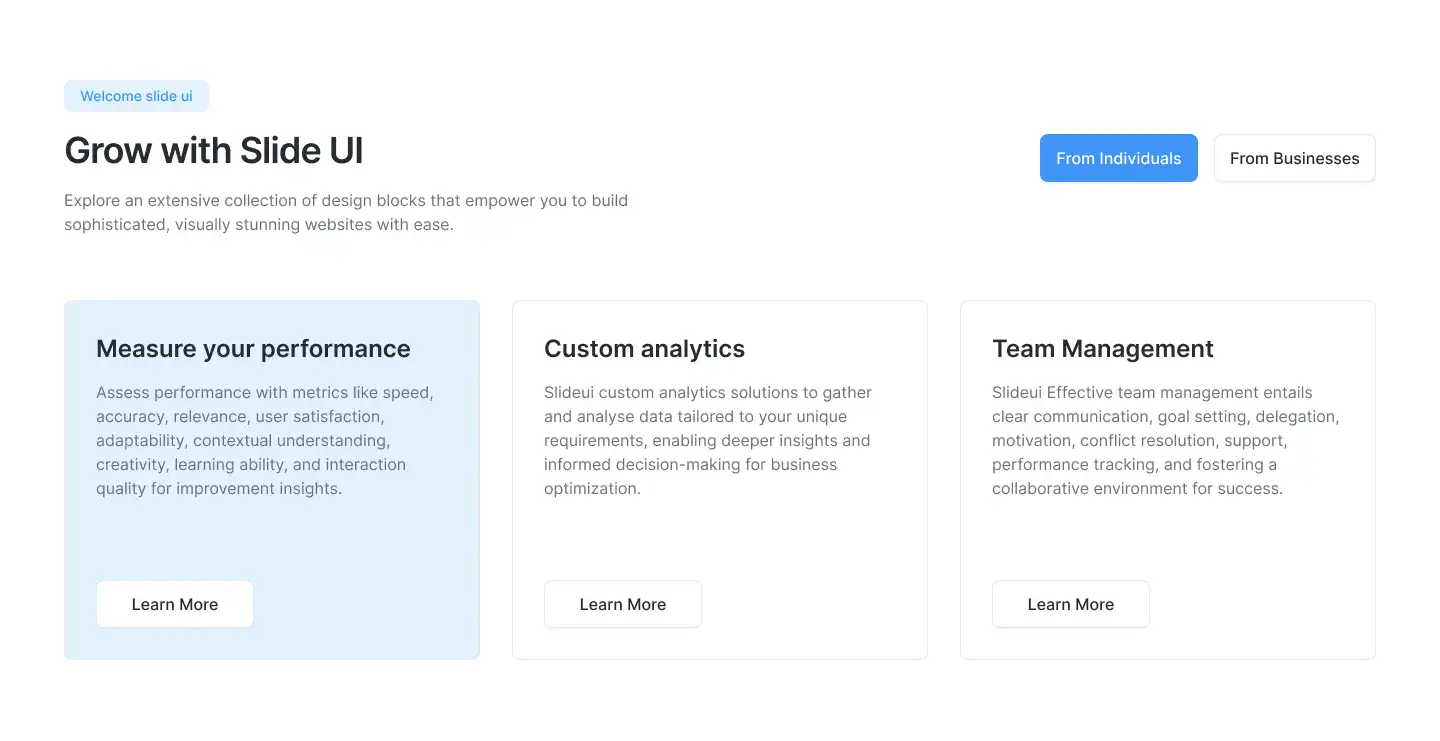 Welcome slide ui
Grow with Slide UI
Explore an extensive collection of design blocks that empower you to build
sophisticated, visually stunning websites with ease.
From Individuals
From Businesses
Measure your performance
Assess performance with metrics like speed,
accuracy, relevance, user satisfaction,
adaptability, contextual understanding,
creativity, learning ability, and interaction
quality for improvement insights.
Learn More
Custom analytics
Slideui custom analytics solutions to gather
and analyse data tailored to your unique
requirements, enabling deeper insights and
informed decision-making for business
optimization.
Learn More
Team Management
Slideui Effective team management entails
clear communication, goal setting, delegation,
motivation, conflict resolution, support,
performance tracking, and fostering a
collaborative environment for success.
Learn More